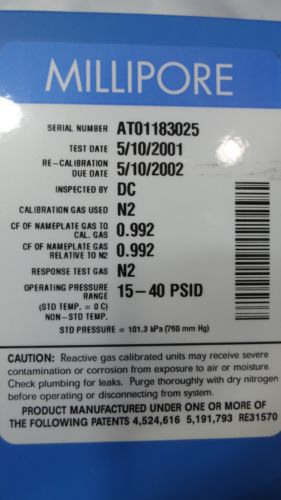 MILLIPORE
SERIAL NUMBER AT01183025
TEST DATE 5/10/2001
RE-CALIBRATION
DUE DATE 5/10/2002
INSPECTED BY DC
CALIBRATION GAS USED N2
CF OF NAMEPLATE GAS TO
CAL. GAS 0.992
CF OF NAMEPLATE GAS
RELATIVE TO N2 0.992
RESPONSE TEST GAS N2
OPERATING PRESSURE
RANGE 15-40 PSID
(STD TEMP. = 0 C)
NON-STD TEMP.
STD PRESSURE = 101.3 kPa (760 mm Hg)
CAUTION: Reactive gas calibrated units may receive severe
contamination or corrosion from exposure to air or moisture.
Check plumbing for leaks. Purge thoroughly with dry nitrogen
before operating or disconnecting from system.
PRODUCT MANUFACTURED UNDER ONE OR MORE OF
THE FOLLOWING PATENTS 4,524,616 5,191,793 RE31570